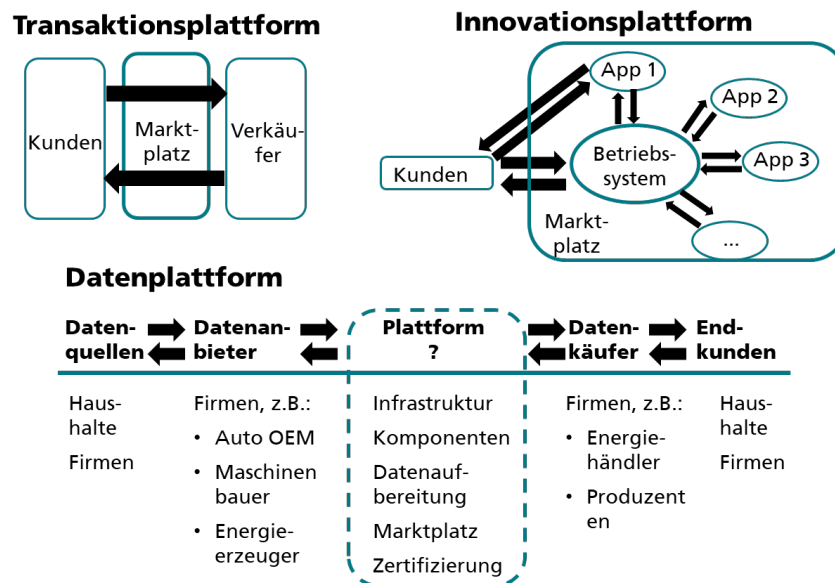 Transaktionsplattform
Kunden
Markt-
platz
Verkäu-
fer
Innovationsplattform
App 1
App 2
App 3
...
Betriebs-
system
Kunden
Markt-
platz
Datenplattform
Daten-
quellen
Datenan-
bieter
Plattform
?
Daten-
käufer
End-
kunden
Haus-
halte
Firmen
Firmen, z.B.:
• Auto OEM
• Maschinen
bauer
• Energie-
erzeuger
Infrastruktur
Komponenten
Datenauf-
bereitung
Marktplatz
Zertifizierung
Firmen, z.B.:
• Energie-
händler
• Produzent
en
Haus-
halte
Firmen